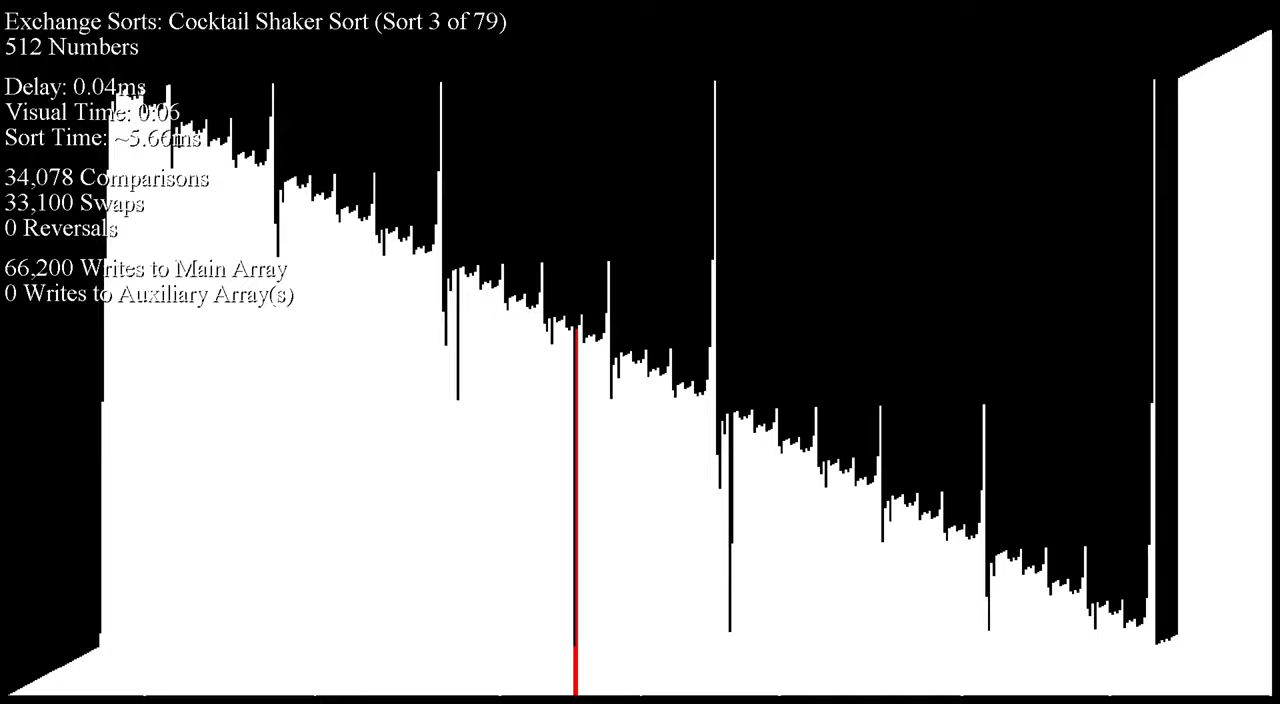 Exchange Sorts: Cocktail Shaker Sort (Sort 3 of 79)
512 Numbers
Delay: 0.04ms
Visual Time: 0:06
Sort Time: ~5.66ms
34,078 Comparisons
33,100 Swaps
0 Reversals
66,200 Writes to Main Array
0 Writes to Auxiliary Array(s)